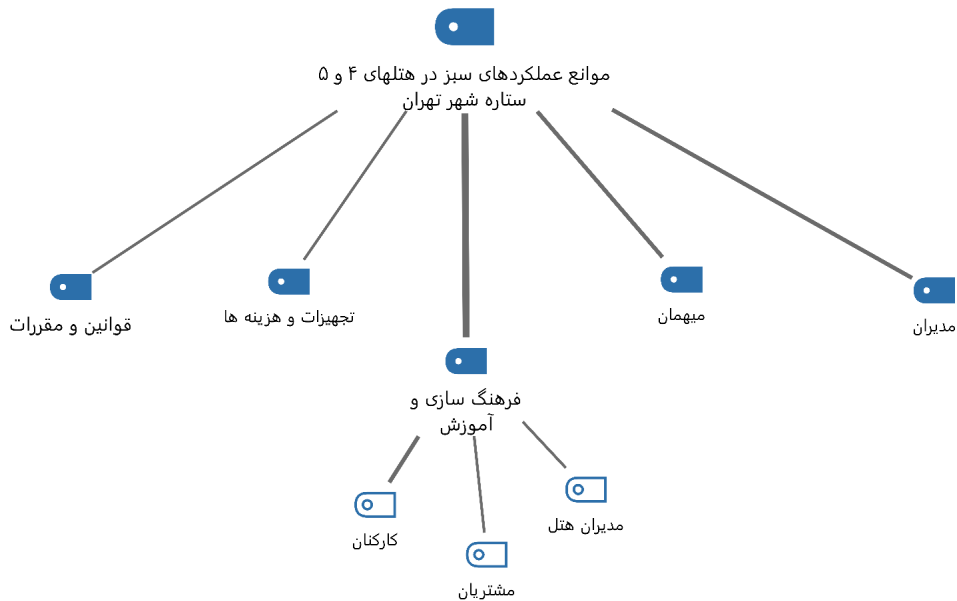 موانع عملکردهای سبز در هتلهای ۴ و ۵
ستاره شهر تهران
قوانین و مقررات
تجهیزات و هزینه ها
میهمان
مدیران
فرهنگ سازی و
آموزش
کارکنان
مشتریان
مدیران هتل